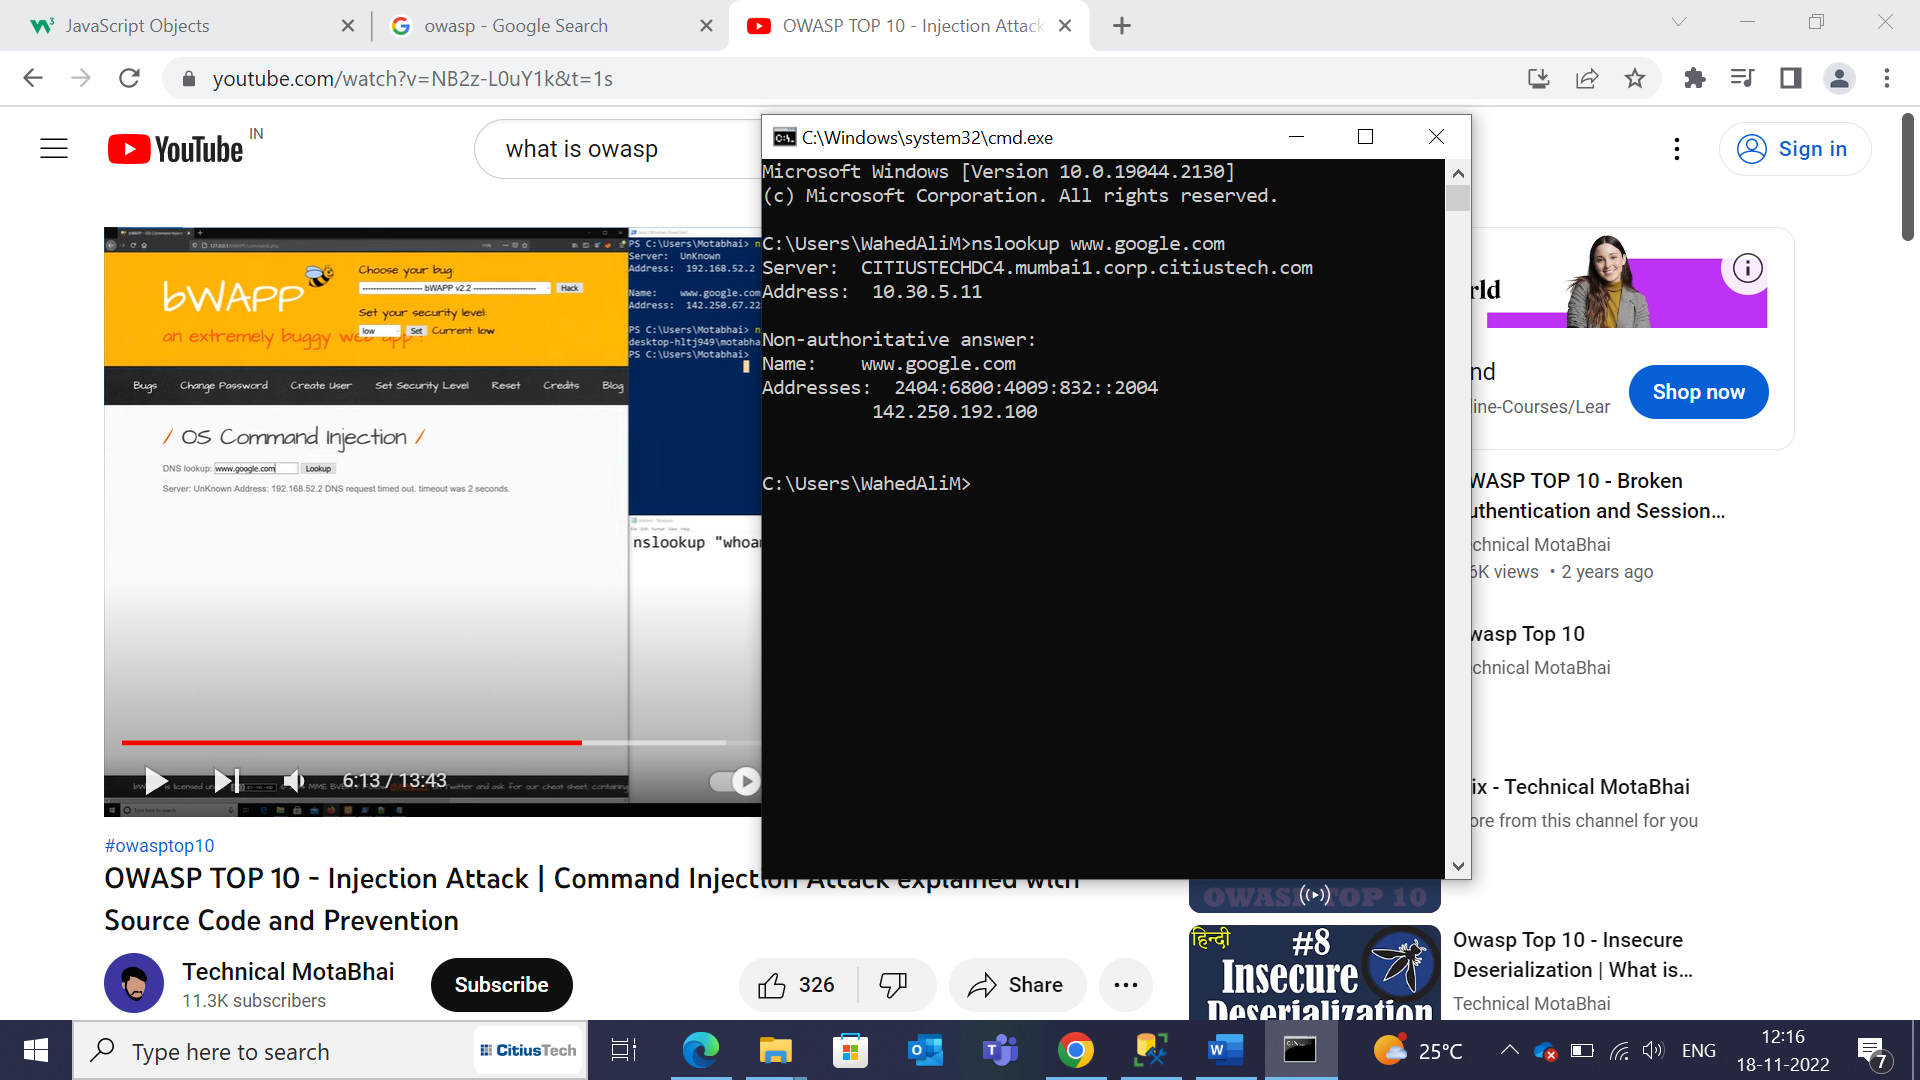 JavaScript Objects
owasp - Google Search
OWASP TOP 10 - Injection Attack
youtube.com/watch?v=NB2z-L0uY1k&t=1s
YouTube
IN
what is owasp
Sign in
C:\Windows\system32\cmd.exe
Microsoft Windows [Version 10.0.19044.2130]
(c) Microsoft Corporation. All rights reserved.
C:\Users\WahedAliM>nslookup www.google.com
Server:  CITIUSTECHDC4.mumbai1.corp.citiustech.com
Address:  10.30.5.11
Non-authoritative answer:
Name:    www.google.com
Addresses:  2404:6800:4009:832::2004
142.250.192.100
C:\Users\WahedAliM>
bWAPP
an extremely buggy web app !
Choose your bug:
bWAPP v2.2
Hack
Set your security level:
low
Set
Current: low
Bugs
Change Password
Create User
Set Security Level
Reset
Credits
Blog
/ OS Command Injection /
DNS lookup: www.google.com
Lookup
Server: UnKnown Address: 192.168.52.2 DNS request timed out. timeout was 2 seconds.
PS C:\Users\Motabhai> n
Server:  UnKnown
Address:  192.168.52.2
Name:    www.google.com
Address:  142.250.67.22
PS C:\Users\Motabhai> n
desktop-hltj949\motabha
PS C:\Users\Motabhai>
nslookup "whoam
6:13 / 13:43
#owasptop10
OWASP TOP 10 - Injection Attack | Command Injection Attack explained with
Source Code and Prevention
Technical MotaBhai
11.3K subscribers
Subscribe
326
Share
rld
nd
ine-Courses/Lear
Shop now
WASP TOP 10 - Broken
uthentication and Session...
chnical MotaBhai
6K views • 2 years ago
wasp Top 10
chnical MotaBhai
ix - Technical MotaBhai
ore from this channel for you
OWASP TOP 10
हिन्दी
#8
Insecure
Deserialization
Owasp Top 10 - Insecure
Deserialization | What is...
Technical MotaBhai
Type here to search
CitiusTech
25°C
ENG
12:16
18-11-2022
7